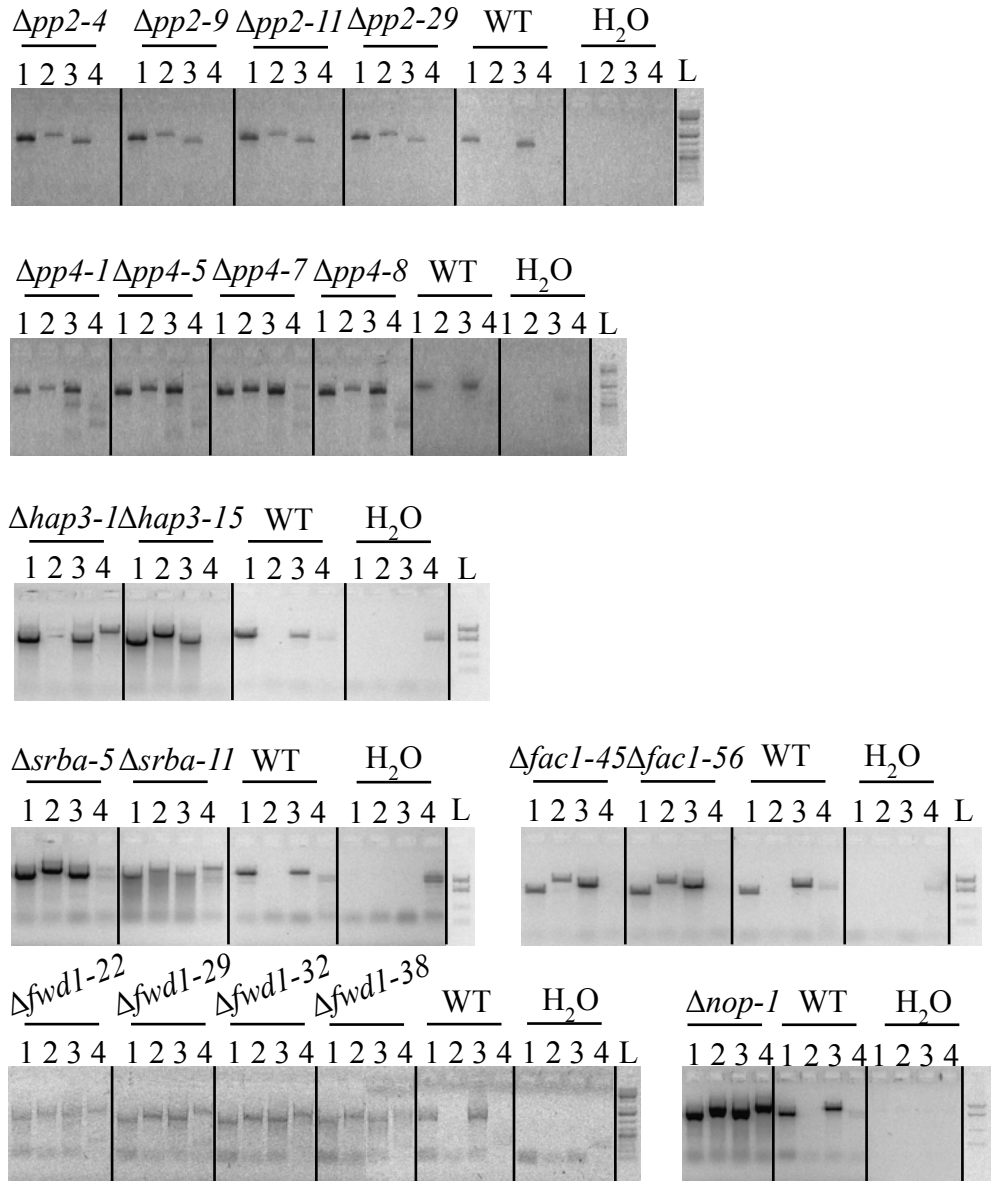 Δpp2-4 Δpp2-9 Δpp2-11 Δpp2-29 WT H₂O
1 2 3 4 1 2 3 4 1 2 3 4 1 2 3 4 1 2 3 4 1 2 3 4 L
Δpp4-1 Δpp4-5 Δpp4-7 Δpp4-8 WT H₂O
1 2 3 4 1 2 3 4 1 2 3 4 1 2 3 4 1 2 3 4 1 2 3 4 L
Δhap3-1 Δhap3-15 WT H₂O
1 2 3 4 1 2 3 4 1 2 3 4 1 2 3 4 L
Δsrba-5 Δsrba-11 WT H₂O
1 2 3 4 1 2 3 4 1 2 3 4 1 2 3 4 L
Δfac1-45 Δfac1-56 WT H₂O
1 2 3 4 1 2 3 4 1 2 3 4 1 2 3 4 L
Δfwd1-22 Δfwd1-29 Δfwd1-32 Δfwd1-38 WT H₂O
1 2 3 4 1 2 3 4 1 2 3 4 1 2 3 4 1 2 3 4 1 2 3 4 L
Δnop-1 WT H₂O
1 2 3 4 1 2 3 4 1 2 3 4